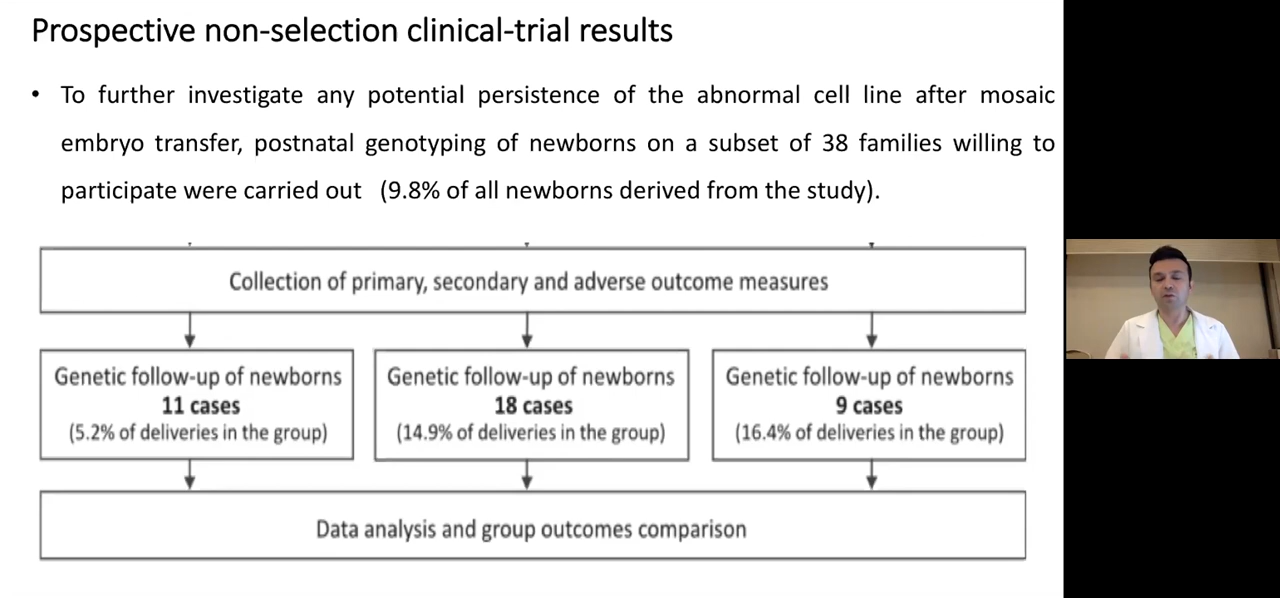 Prospective non-selection clinical-trial results
• To further investigate any potential persistence of the abnormal cell line after mosaic
embryo transfer, postnatal genotyping of newborns on a subset of 38 families willing to
participate were carried out (9.8% of all newborns derived from the study).
Collection of primary, secondary and adverse outcome measures
Genetic follow-up of newborns
11 cases
(5.2% of deliveries in the group)
Genetic follow-up of newborns
18 cases
(14.9% of deliveries in the group)
Genetic follow-up of newborns
9 cases
(16.4% of deliveries in the group)
Data analysis and group outcomes comparison